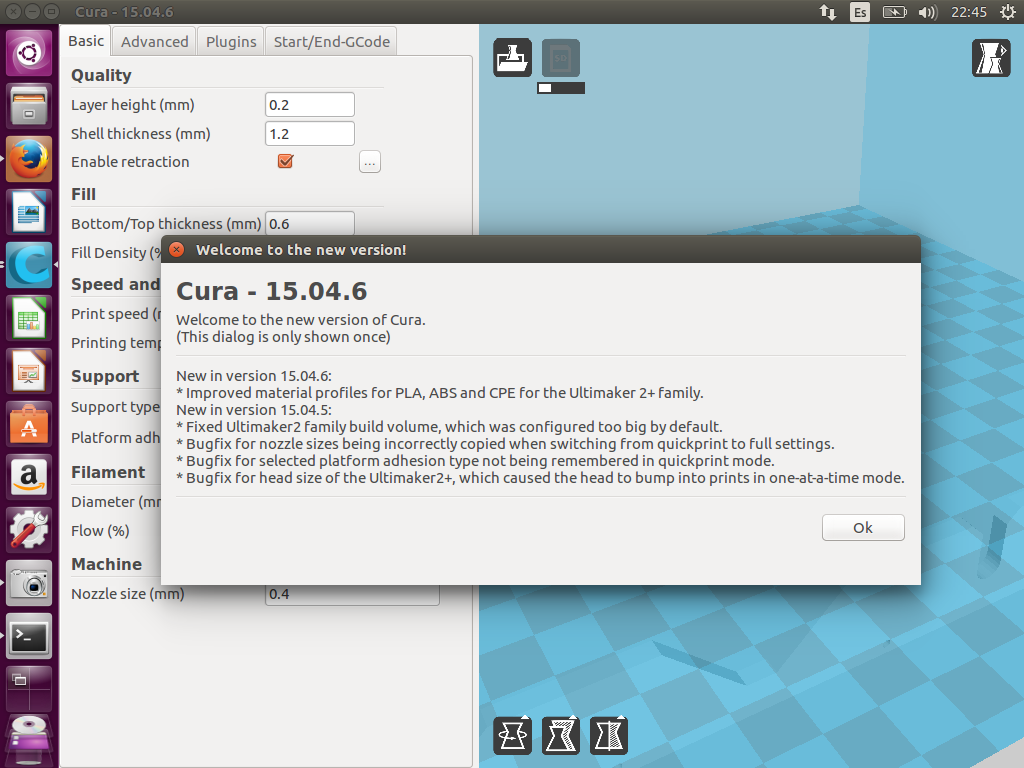 Cura - 15.04.6
Es
22:45
Basic
Advanced
Plugins
Start/End-GCode
Quality
Layer height (mm)
0.2
Shell thickness (mm)
1.2
Enable retraction
...
Fill
Bottom/Top thickness (mm)
0.6
Fill Density (%
Speed and
Print speed (
Printing temp
Support
Support type
Platform adh
Filament
Diameter (mm
Flow (%)
Machine
Nozzle size (mm)
0.4
Welcome to the new version!
Cura - 15.04.6
Welcome to the new version of Cura.
(This dialog is only shown once)
New in version 15.04.6:
* Improved material profiles for PLA, ABS and CPE for the Ultimaker 2+ family.
New in version 15.04.5:
* Fixed Ultimaker2 family build volume, which was configured too big by default.
* Bugfix for nozzle sizes being incorrectly copied when switching from quickprint to full settings.
* Bugfix for selected platform adhesion type not being remembered in quickprint mode.
* Bugfix for head size of the Ultimaker2+, which caused the head to bump into prints in one-at-a-time mode.
Ok
SD